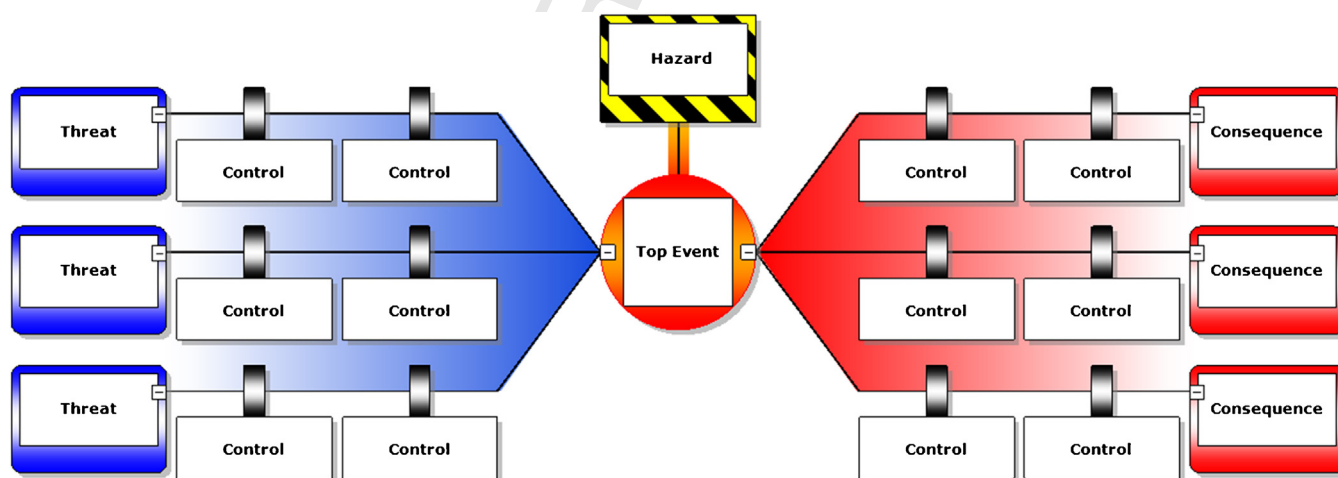 Hazard
Threat
Control
Control
Control
Control
Consequence
Top Event
Threat
Control
Control
Control
Control
Consequence
Threat
Control
Control
Control
Control
Consequence